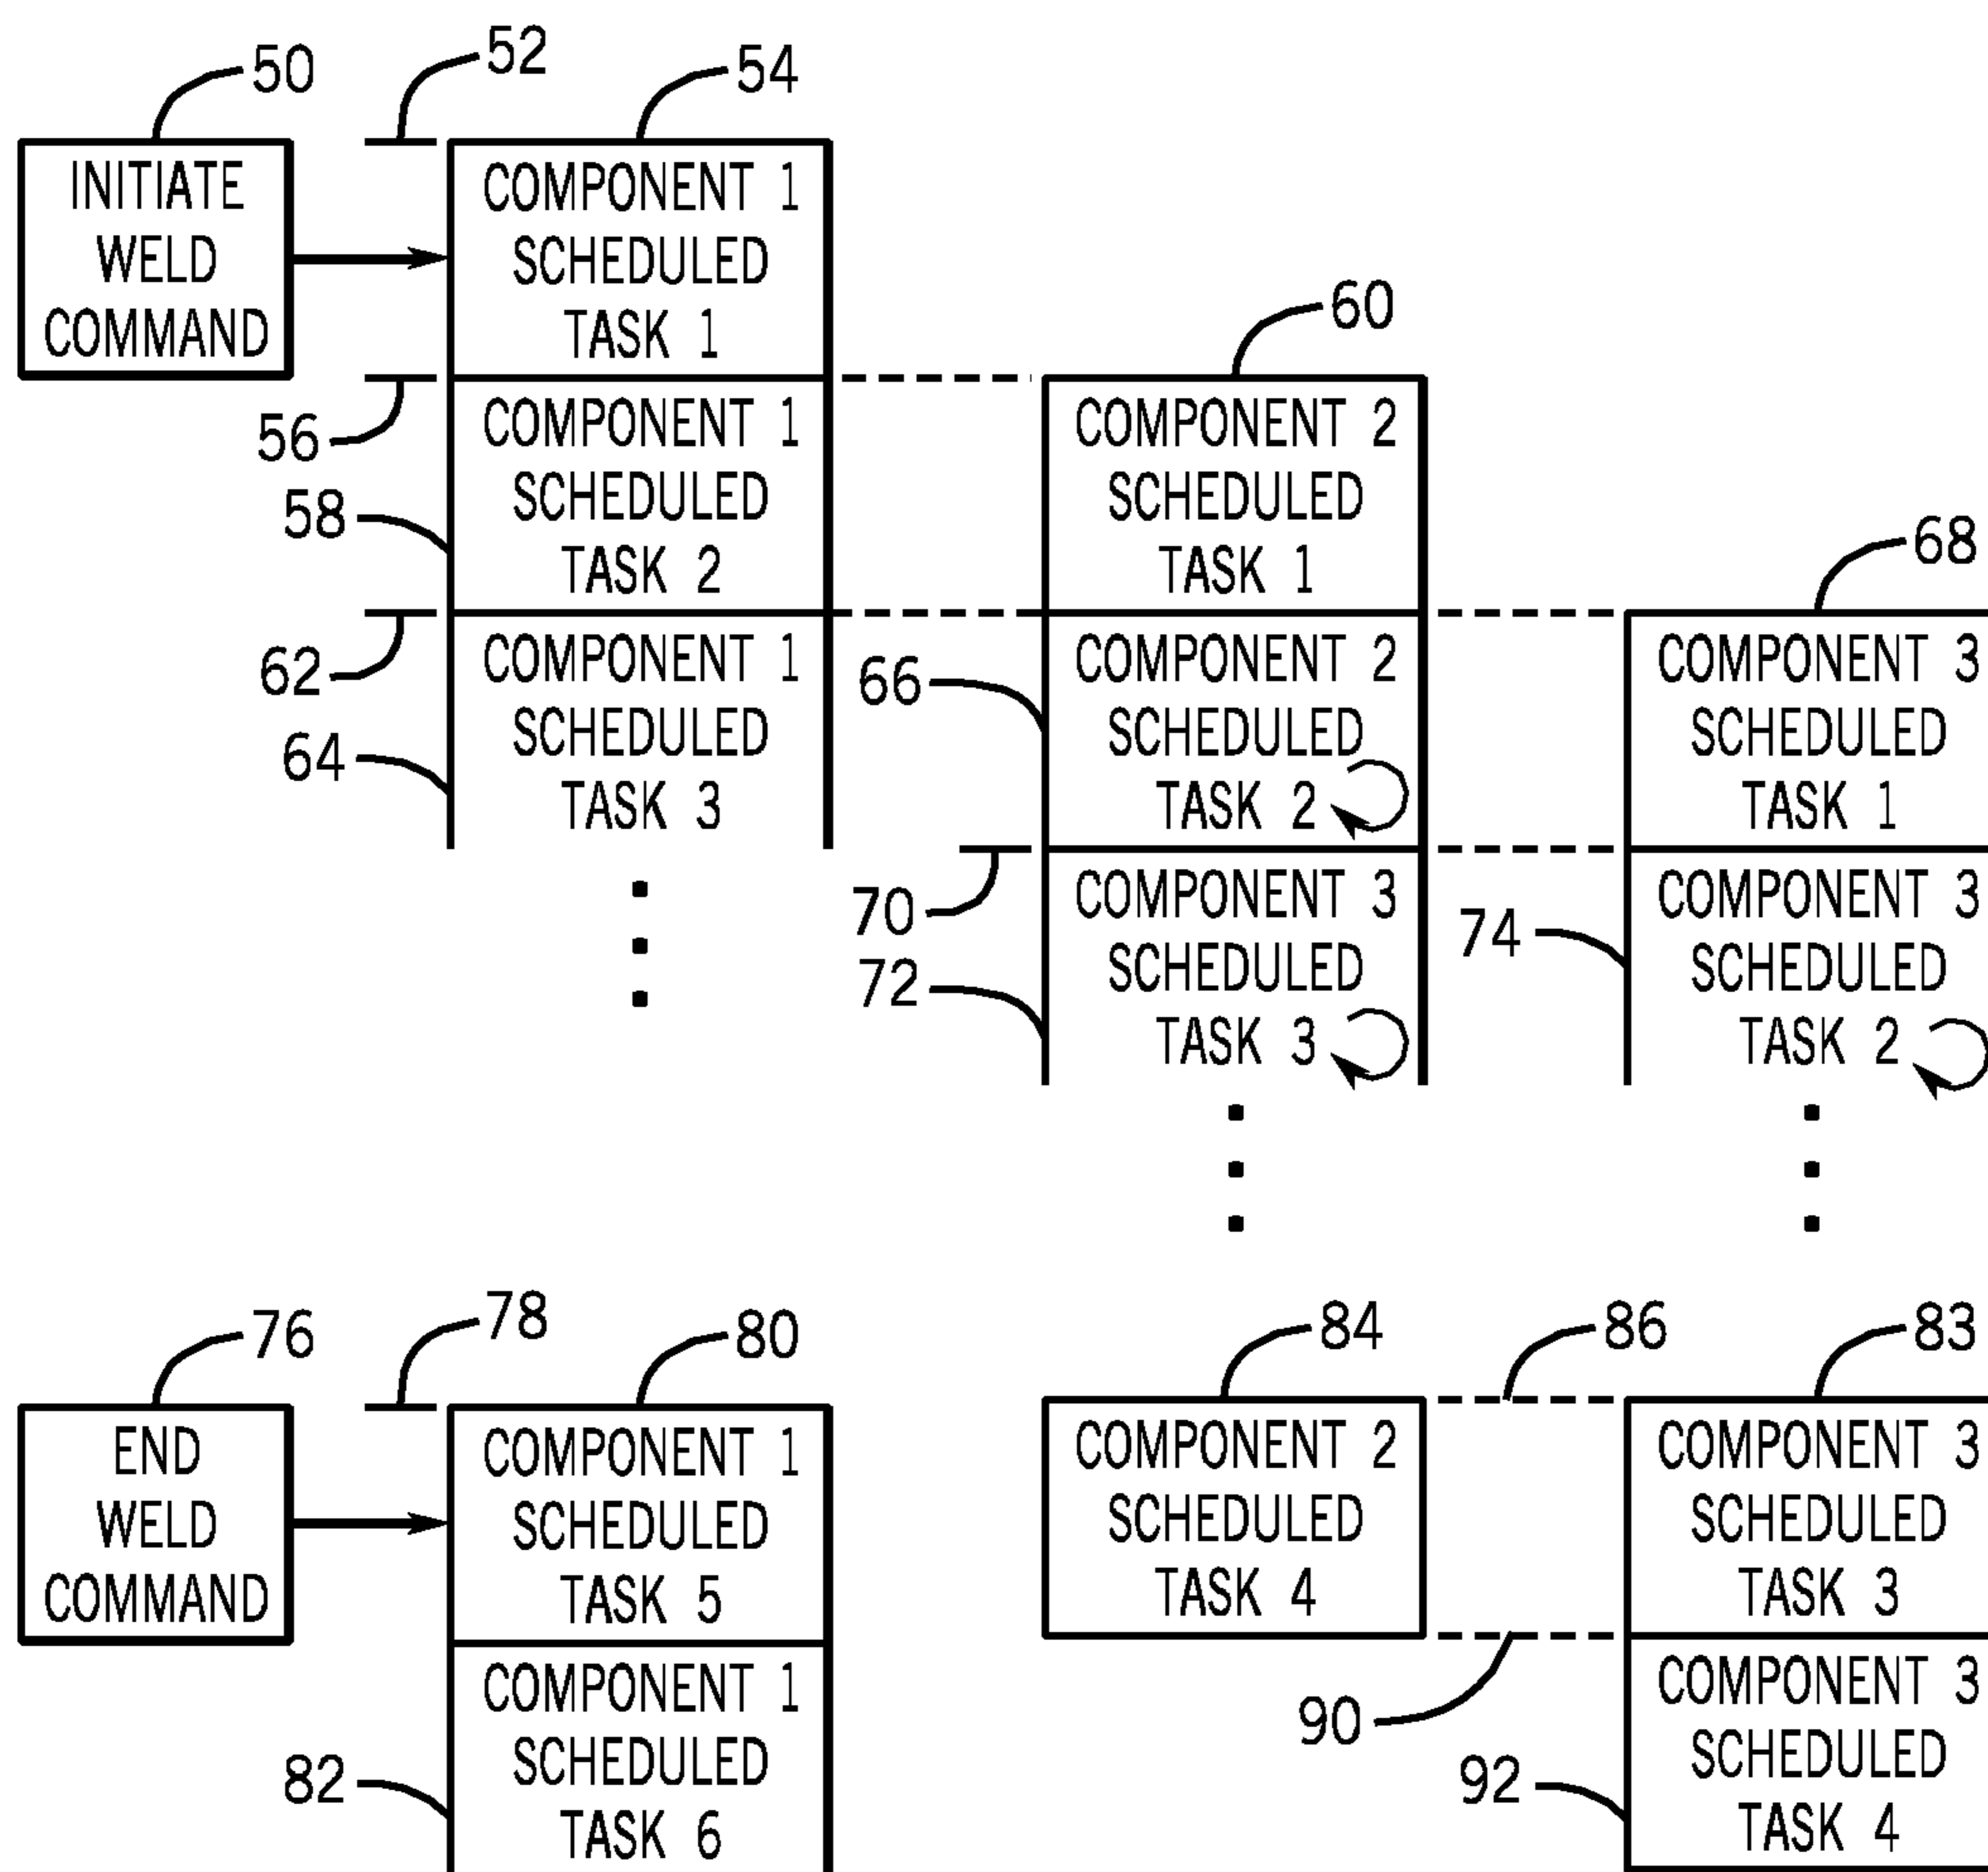 50
52
54
INITIATE
WELD
COMMAND
COMPONENT 1
SCHEDULED
TASK 1
60
56
58
COMPONENT 1
SCHEDULED
TASK 2
COMPONENT 2
SCHEDULED
TASK 1
68
62
64
COMPONENT 1
SCHEDULED
TASK 3
66
COMPONENT 2
SCHEDULED
TASK 2
COMPONENT 3
SCHEDULED
TASK 1
70
72
COMPONENT 3
SCHEDULED
TASK 3
74
COMPONENT 3
SCHEDULED
TASK 2
76
78
80
84
86
83
END
WELD
COMMAND
COMPONENT 1
SCHEDULED
TASK 5
COMPONENT 2
SCHEDULED
TASK 4
COMPONENT 3
SCHEDULED
TASK 3
82
COMPONENT 1
SCHEDULED
TASK 6
90
92
COMPONENT 3
SCHEDULED
TASK 4